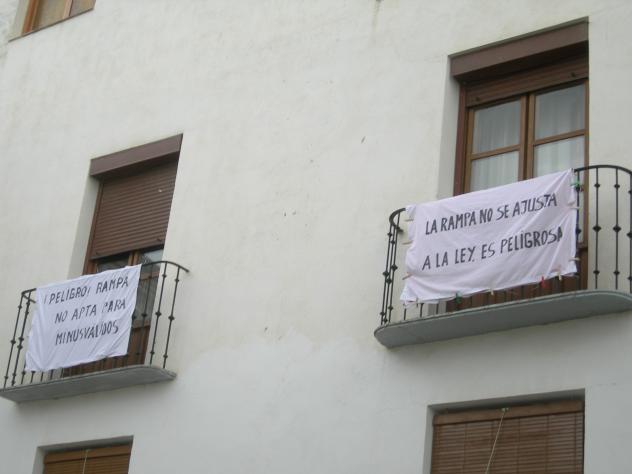 ¡PELIGRO! RAMPA
NO APTA PARA
MINUSVALIDOS
LA RAMPA NO SE AJUSTA
A LA LEY. ES PELIGROSA